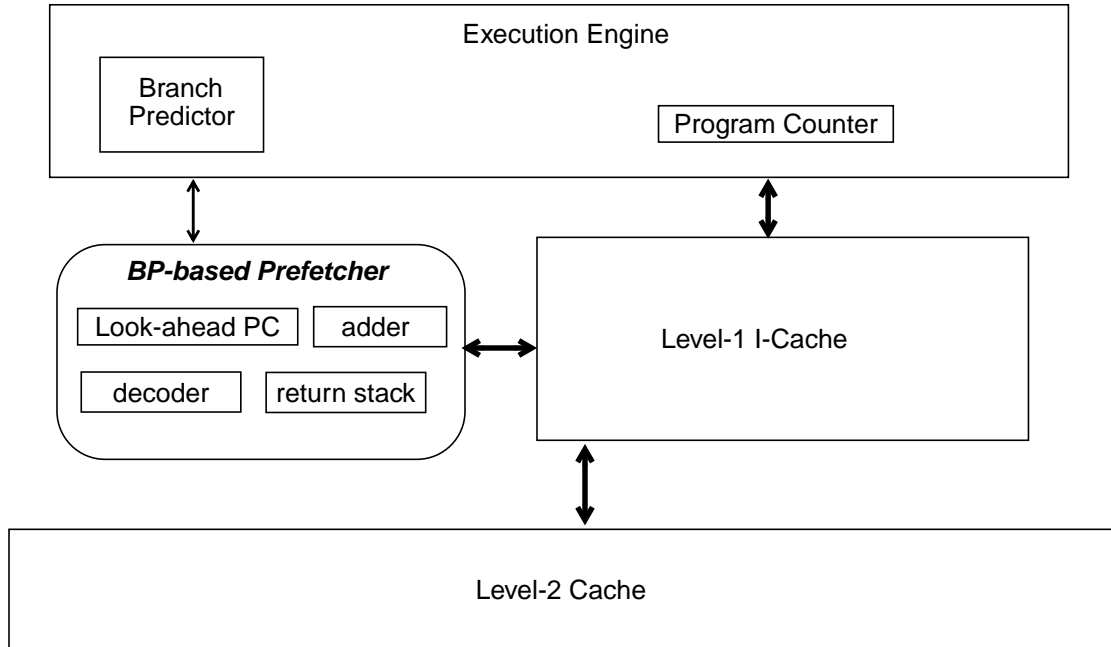 Execution Engine
Branch
Predictor
Program Counter
BP-based Prefetcher
Look-ahead PC
adder
decoder
return stack
Level-1 I-Cache
Level-2 Cache